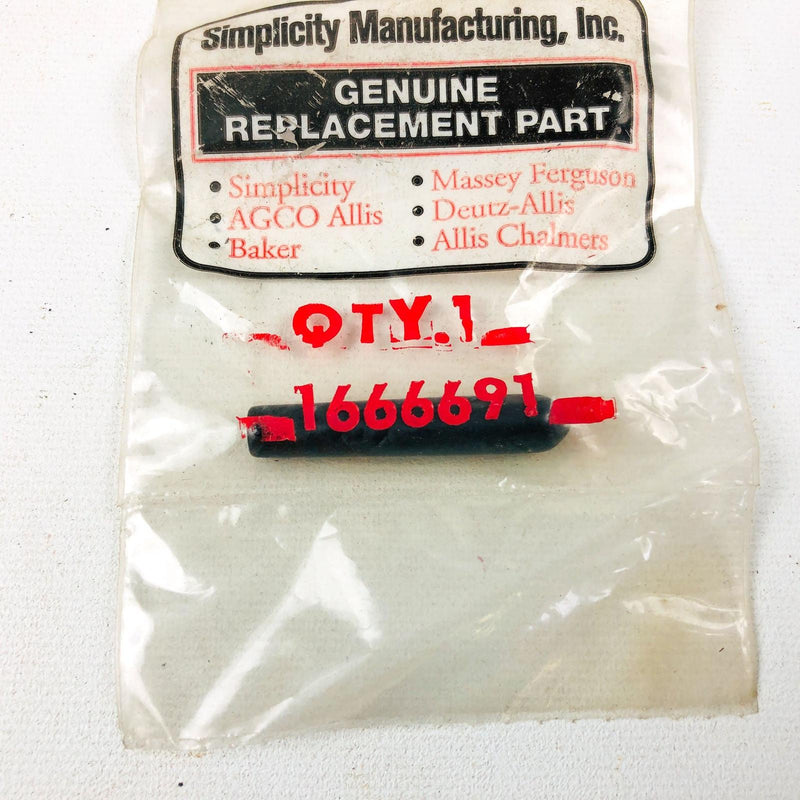 Simplicity Manufacturing, Inc.
GENUINE
REPLACEMENT PART
• Simplicity
• AGCO Allis
• Baker
• Massey Ferguson
• Deutz-Allis
• Allis Chalmers
QTY.1
1666691